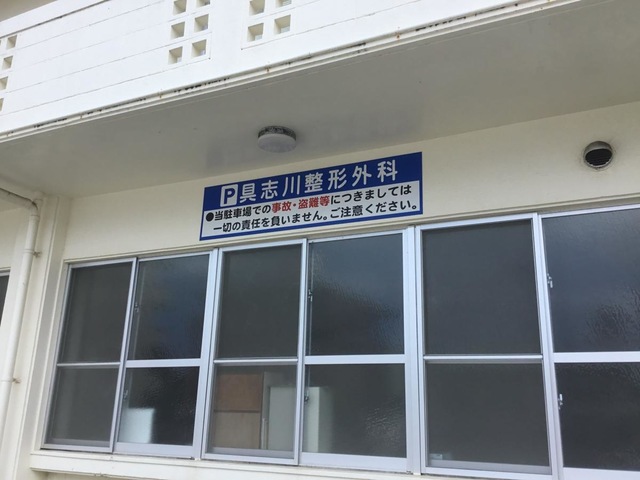 P具志川整形外科
●当駐車場での事故・盗難等につきましては
一切の責任を負いません。ご注意ください。